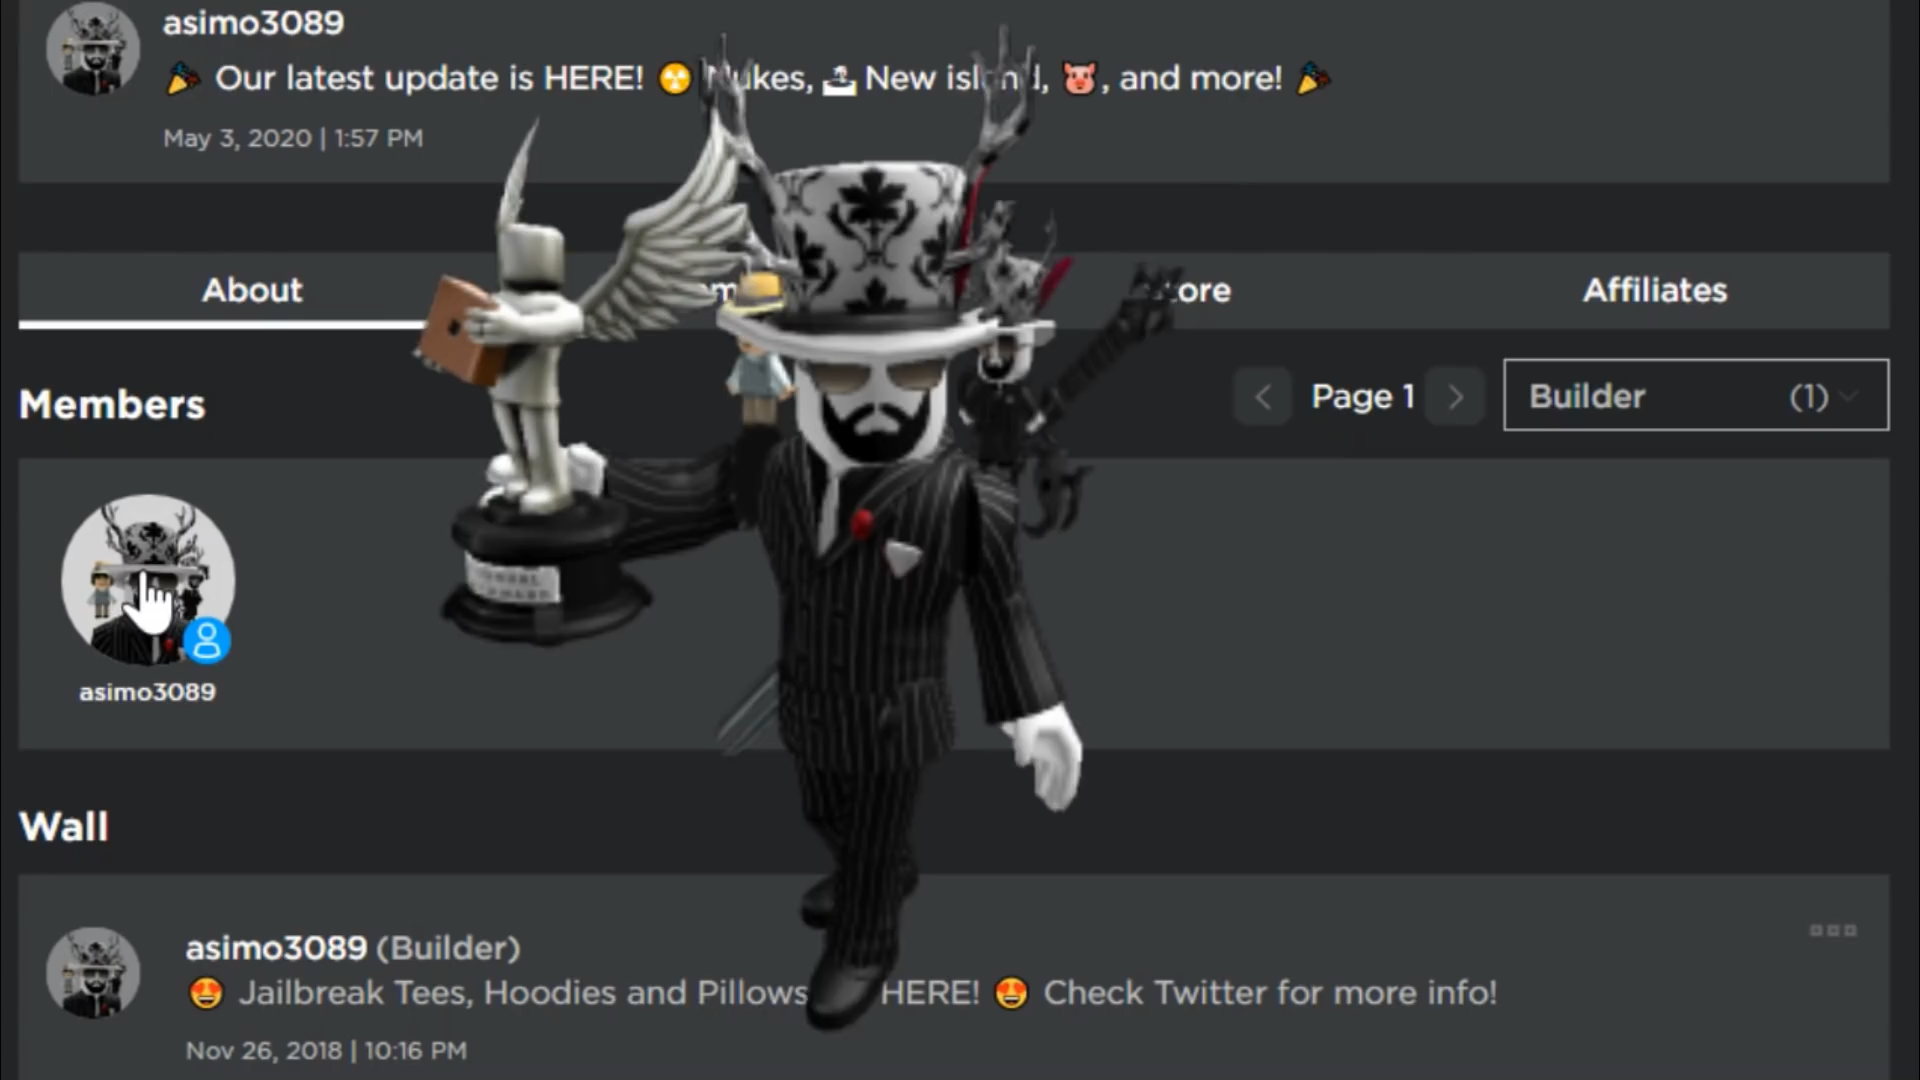 asimo3089
🎉 Our latest update is HERE! ☢️ Nukes, 🏝 New island, 🐷, and more! 🎉
May 3, 2020 | 1:57 PM
About
Affiliates
Members
< Page 1 >
Builder (1)
asimo3089
Wall
asimo3089 (Builder)
😍 Jailbreak Tees, Hoodies and Pillows HERE! 😍 Check Twitter for more info!
Nov 26, 2018 | 10:16 PM